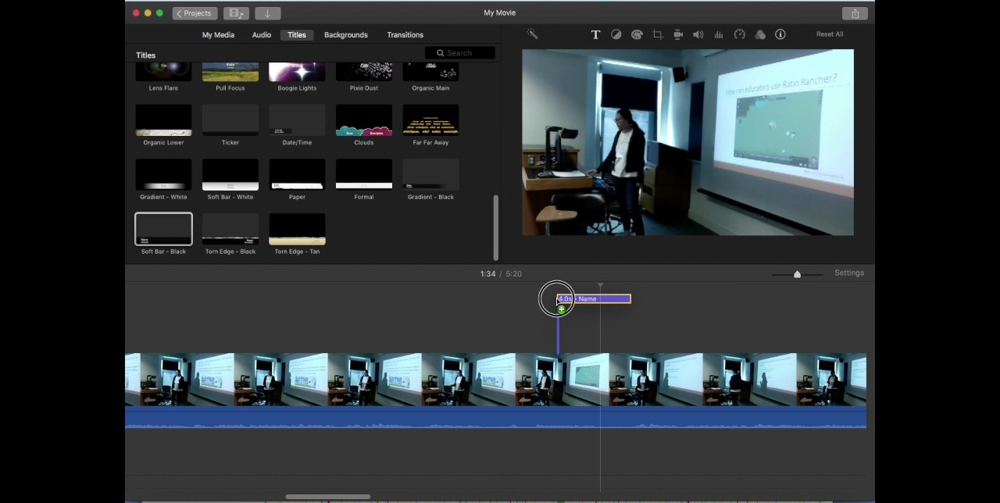 My Movie
Projects
My Media
Audio
Titles
Backgrounds
Transitions
Reset All
Titles
Search
Lens Flare
Pull Focus
Boogie Lights
Pixie Dust
Organic Main
Organic Lower
Ticker
Date/Time
Clouds
Far Far Away
Gradient - White
Soft Bar - White
Paper
Formal
Gradient - Black
Soft Bar - Black
Torn Edge - Black
Torn Edge - Tan
How can educators use Ratio Rancher?
1:34 / 5:20
Settings
4.0s - Name